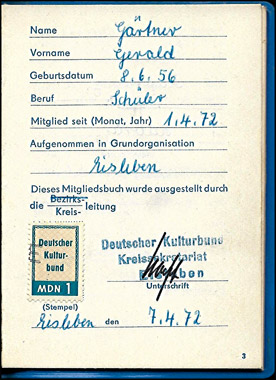 Name Gärtner
Vorname Gerald
Geburtsdatum 8.6.56
Beruf Schüler
Mitglied seit (Monat, Jahr) 1.4.72
Aufgenommen in Grundorganisation
Eisleben
Dieses Mitgliedsbuch wurde ausgestellt durch
die Bezirks-
Kreis- leitung
Deutscher
Kultur-
bund
MDN 1
Deutscher Kulturbund
Kreissekretariat
Eisleben
Unterschrift
(Stempel)
Eisleben den 7.4.72
3